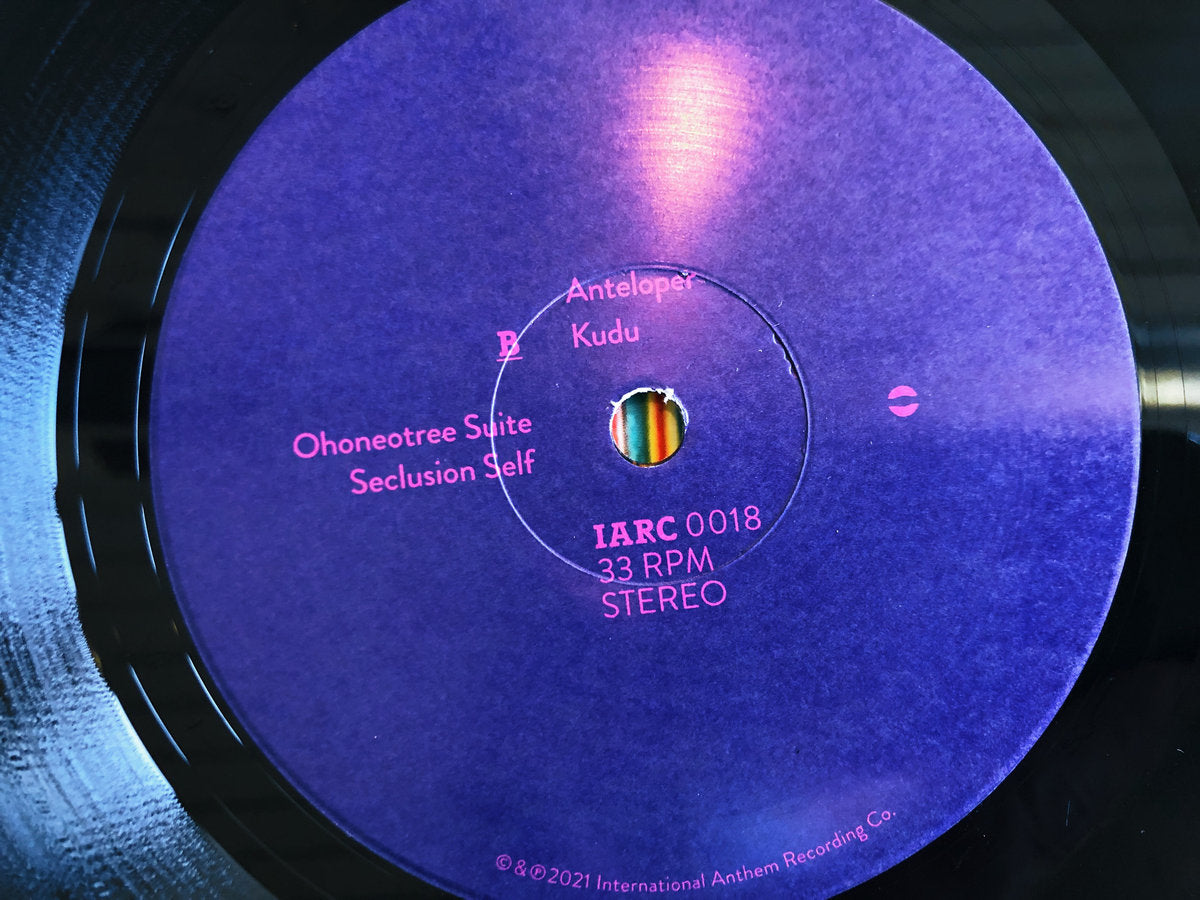 Anteloper
Kudu
B
Ohoneotree Suite
Seclusion Self
IARC 0018
33 RPM
STEREO
©&℗2021 International Anthem Recording Co.